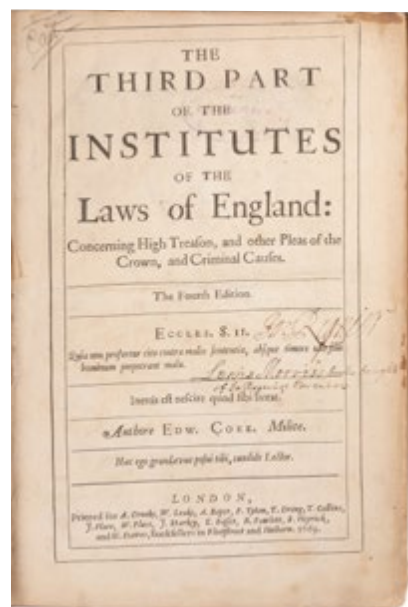 THE
THIRD PART
OF THE
INSTITUTES
OF THE
Laws of England:
Concerning High Treason, and other Pleas of the
Crown, and Criminal Causes.
The Fourth Edition.
ECCLES. 8. 11.
Quia non profertur cito contra malos sententia, absque timore
perpetrant mala.
Lewis Morris
Inertis est nescire quod sibi liceat.
Authore EDW. COKE. Milite.
Hæc ego grandævus posui tibi, candide Lector.
LONDON,
Printed for A. Crooke, W. Leake, A. Roper, F. Tyton, T. Dring, T. Collins,
J. Place, W. Place, J. Starkey, T. Basset, R. Pawlett, S. Heyrick,
and G. Dawes, Booksellers in Fleetstreet and Holborn. 1669.